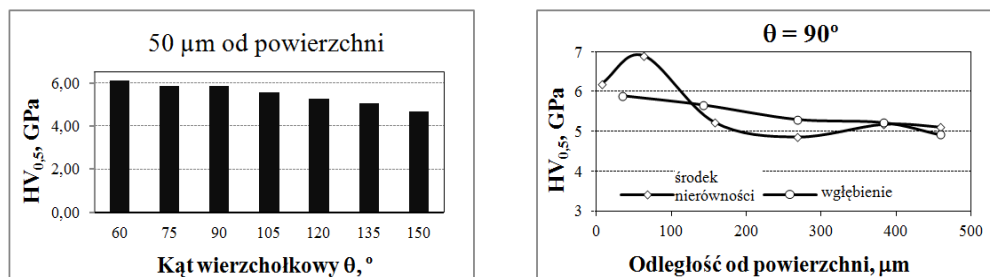 50 µm od powierzchni
HV0,5, GPa
6,00
4,00
2,00
0,00
60 75 90 105 120 135 150
Kąt wierzchołkowy θ, º
θ = 90º
HV0,5, GPa
7
6
5
4
3
środek
nierówności
wgłębienie
0 100 200 300 400 500
Odległość od powierzchni, µm